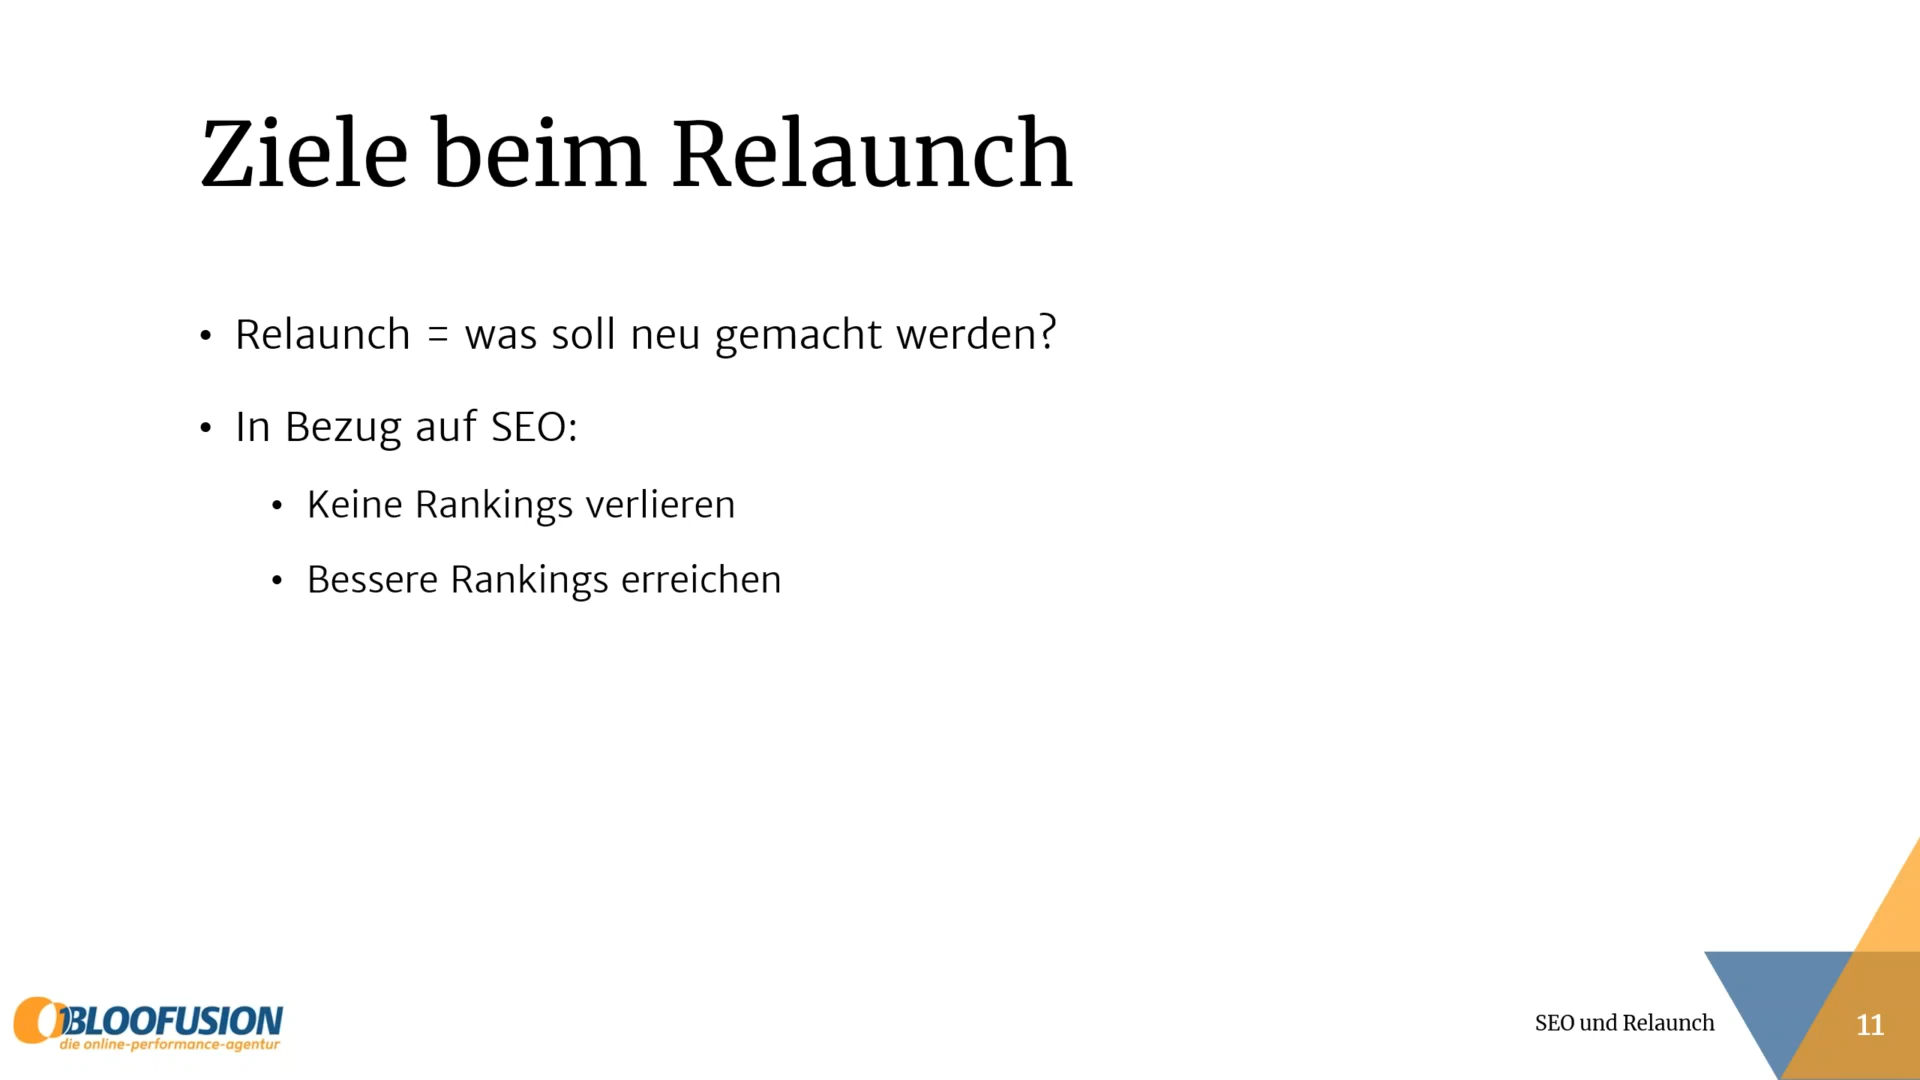 Ziele beim Relaunch
• Relaunch = was soll neu gemacht werden?
• In Bezug auf SEO:
• Keine Rankings verlieren
• Bessere Rankings erreichen
BLOOFUSION
die online-performance-agentur
SEO und Relaunch
11